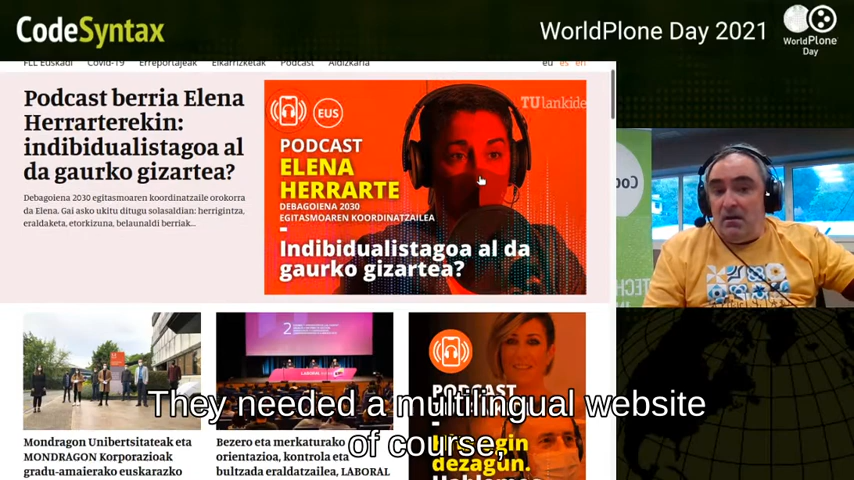 CodeSyntax
WorldPlone Day 2021
WorldPlone
Day
FLL Euskadi Covid-19 Erreportajeak Elkarrizketak Podcast Aldizkaria eu es en
Podcast berria Elena
Herrarterekin:
indibidualistagoa al
da gaurko gizartea?
Debagoiena 2030 egitasmoaren koordinatzaile orokorra
da Elena. Gai asko ukitu ditugu solasaldian: herrigintza,
eraldaketa, etorkizuna, belaunaldi berriak...
EUS
TUlankide
PODCAST
ELENA
HERRARTE
DEBAGOIENA 2030
EGITASMOAREN KOORDINATZAILEA
Indibidualistagoa al da
gaurko gizartea?
Mondragon Unibertsitateak eta
MONDRAGON Korporazioak
gradu-amaierako euskarazko
2
Bezero eta merkaturako
orientazioa, kontrola eta
bultzada eraldatzailea, LABORAL
PODCAST
dezagun.
They needed a multilingual website
of course,